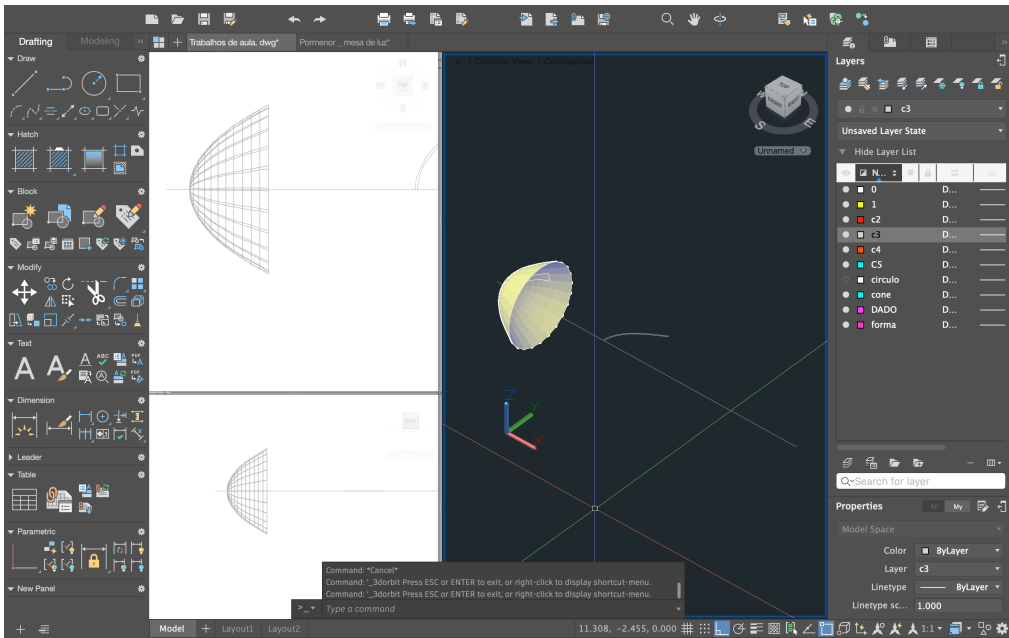 Drafting Modeling
Trabalhos de aula. dwg* Pormenor _ mesa de luz*
Draw
Hatch
Block
Modify
Text
Dimension
Leader
Table
Parametric
New Panel
Custom View Conceptual
TOP
FRONT
S
E
Unnamed
Z
Y
X
Command: *Cancel*
Command: '_3dorbit Press ESC or ENTER to exit, or right-click to display shortcut-menu.
Command: '_3dorbit Press ESC or ENTER to exit, or right-click to display shortcut-menu.
>_ Type a command
Model Layout1 Layout2
11.308, -2.455, 0.000
1:1
Layers
c3
Unsaved Layer State
Hide Layer List
N...
0 D...
1 D...
c2 D...
c3 D...
c4 D...
C5 D...
circulo D...
cone D...
DADO D...
forma D...
Search for layer
Properties All My
Model Space
Color ByLayer
Layer c3
Linetype ByLayer
Linetype sc... 1.000